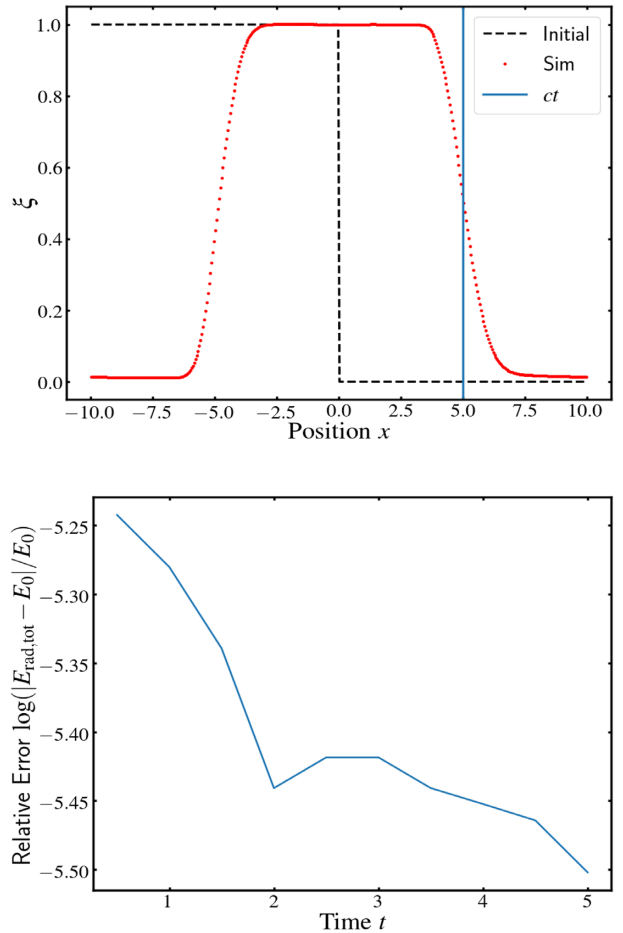 1.0
0.8
0.6
0.4
0.2
0.0
ξ
Initial
Sim
ct
−10.0 −7.5 −5.0 −2.5 0.0 2.5 5.0 7.5 10.0
Position x
−5.25
−5.30
−5.35
−5.40
−5.45
−5.50
Relative Error log(|E_rad,tot − E_0|/E_0)
1 2 3 4 5
Time t